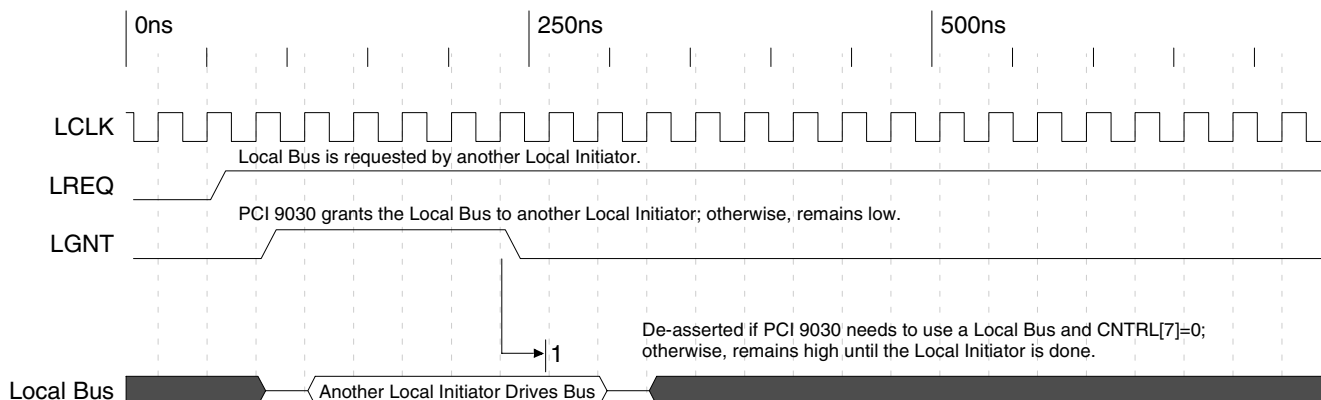 0ns
250ns
500ns
LCLK
Local Bus is requested by another Local Initiator.
LREQ
PCI 9030 grants the Local Bus to another Local Initiator; otherwise, remains low.
LGNT
De-asserted if PCI 9030 needs to use a Local Bus and CNTRL[7]=0;
otherwise, remains high until the Local Initiator is done.
1
Local Bus
Another Local Initiator Drives Bus